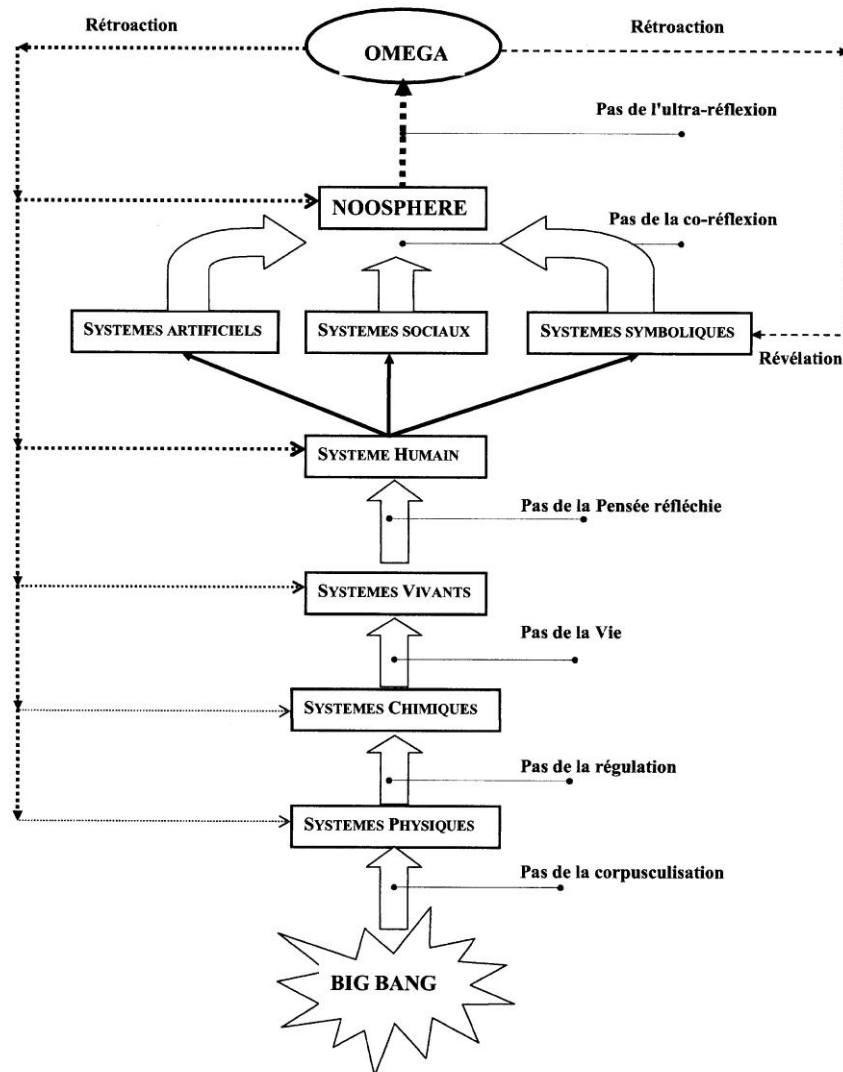 Rétroaction
Rétroaction
OMEGA
Pas de l'ultra-réflexion
NOOSPHERE
Pas de la co-réflexion
SYSTEMES ARTIFICIELS
SYSTEMES SOCIAUX
SYSTEMES SYMBOLIQUES
Révélation
SYSTEME HUMAIN
Pas de la Pensée réfléchie
SYSTEMES VIVANTS
Pas de la Vie
SYSTEMES CHIMIQUES
Pas de la régulation
SYSTEMES PHYSIQUES
Pas de la corpusculisation
BIG BANG